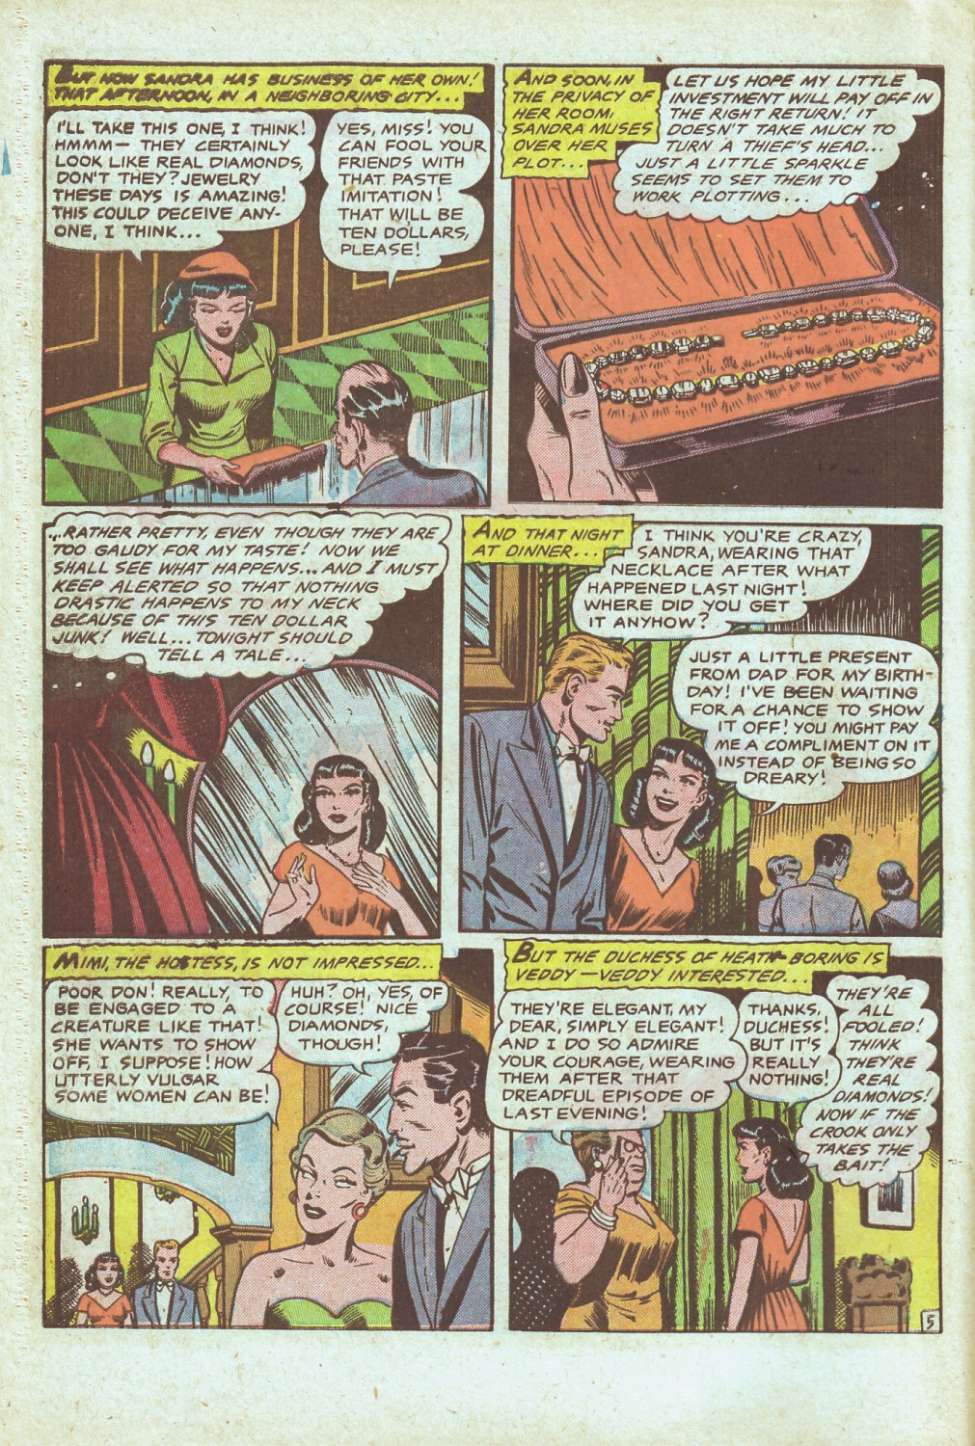 BUT NOW SANDRA HAS BUSINESS OF HER OWN!
THAT AFTERNOON, IN A NEIGHBORING CITY...
I'LL TAKE THIS ONE, I THINK!
HMMM— THEY CERTAINLY
LOOK LIKE REAL DIAMONDS,
DON'T THEY? JEWELRY
THESE DAYS IS AMAZING!
THIS COULD DECEIVE ANY-
ONE, I THINK...
YES, MISS! YOU
CAN FOOL YOUR
FRIENDS WITH
THAT PASTE
IMITATION!
THAT WILL BE
TEN DOLLARS,
PLEASE!
AND SOON, IN
THE PRIVACY OF
HER ROOM,
SANDRA MUSES
OVER HER
PLOT...
LET US HOPE MY LITTLE
INVESTMENT WILL PAY OFF IN
THE RIGHT RETURN! IT
DOESN'T TAKE MUCH TO
TURN A THIEF'S HEAD...
JUST A LITTLE SPARKLE
SEEMS TO SET THEM TO
WORK PLOTTING...
...RATHER PRETTY, EVEN THOUGH THEY ARE
TOO GAUDY FOR MY TASTE! NOW WE
SHALL SEE WHAT HAPPENS... AND I MUST
KEEP ALERTED SO THAT NOTHING
DRASTIC HAPPENS TO MY NECK
BECAUSE OF THIS TEN DOLLAR
JUNK! WELL... TONIGHT SHOULD
TELL A TALE...
AND THAT NIGHT
AT DINNER...
I THINK YOU'RE CRAZY,
SANDRA, WEARING THAT
NECKLACE AFTER WHAT
HAPPENED LAST NIGHT!
WHERE DID YOU GET
IT ANYHOW?
JUST A LITTLE PRESENT
FROM DAD FOR MY BIRTH-
DAY! I'VE BEEN WAITING
FOR A CHANCE TO SHOW
IT OFF! YOU MIGHT PAY
ME A COMPLIMENT ON IT
INSTEAD OF BEING SO
DREARY!
MIMI, THE HOSTESS, IS NOT IMPRESSED...
POOR DON! REALLY, TO
BE ENGAGED TO A
CREATURE LIKE THAT!
SHE WANTS TO SHOW
OFF, I SUPPOSE! HOW
UTTERLY VULGAR
SOME WOMEN CAN BE!
HUH? OH, YES, OF
COURSE! NICE
DIAMONDS,
THOUGH!
BUT THE DUCHESS OF HEATH-BORING IS
VEDDY—VEDDY INTERESTED...
THEY'RE ELEGANT, MY
DEAR, SIMPLY ELEGANT!
AND I DO SO ADMIRE
YOUR COURAGE, WEARING
THEM AFTER THAT
DREADFUL EPISODE OF
LAST EVENING!
THANKS,
DUCHESS!
BUT IT'S
REALLY
NOTHING!
THEY'RE
ALL
FOOLED!
THINK
THEY'RE
REAL
DIAMONDS!
NOW IF THE
CROOK ONLY
TAKES THE
BAIT!
5